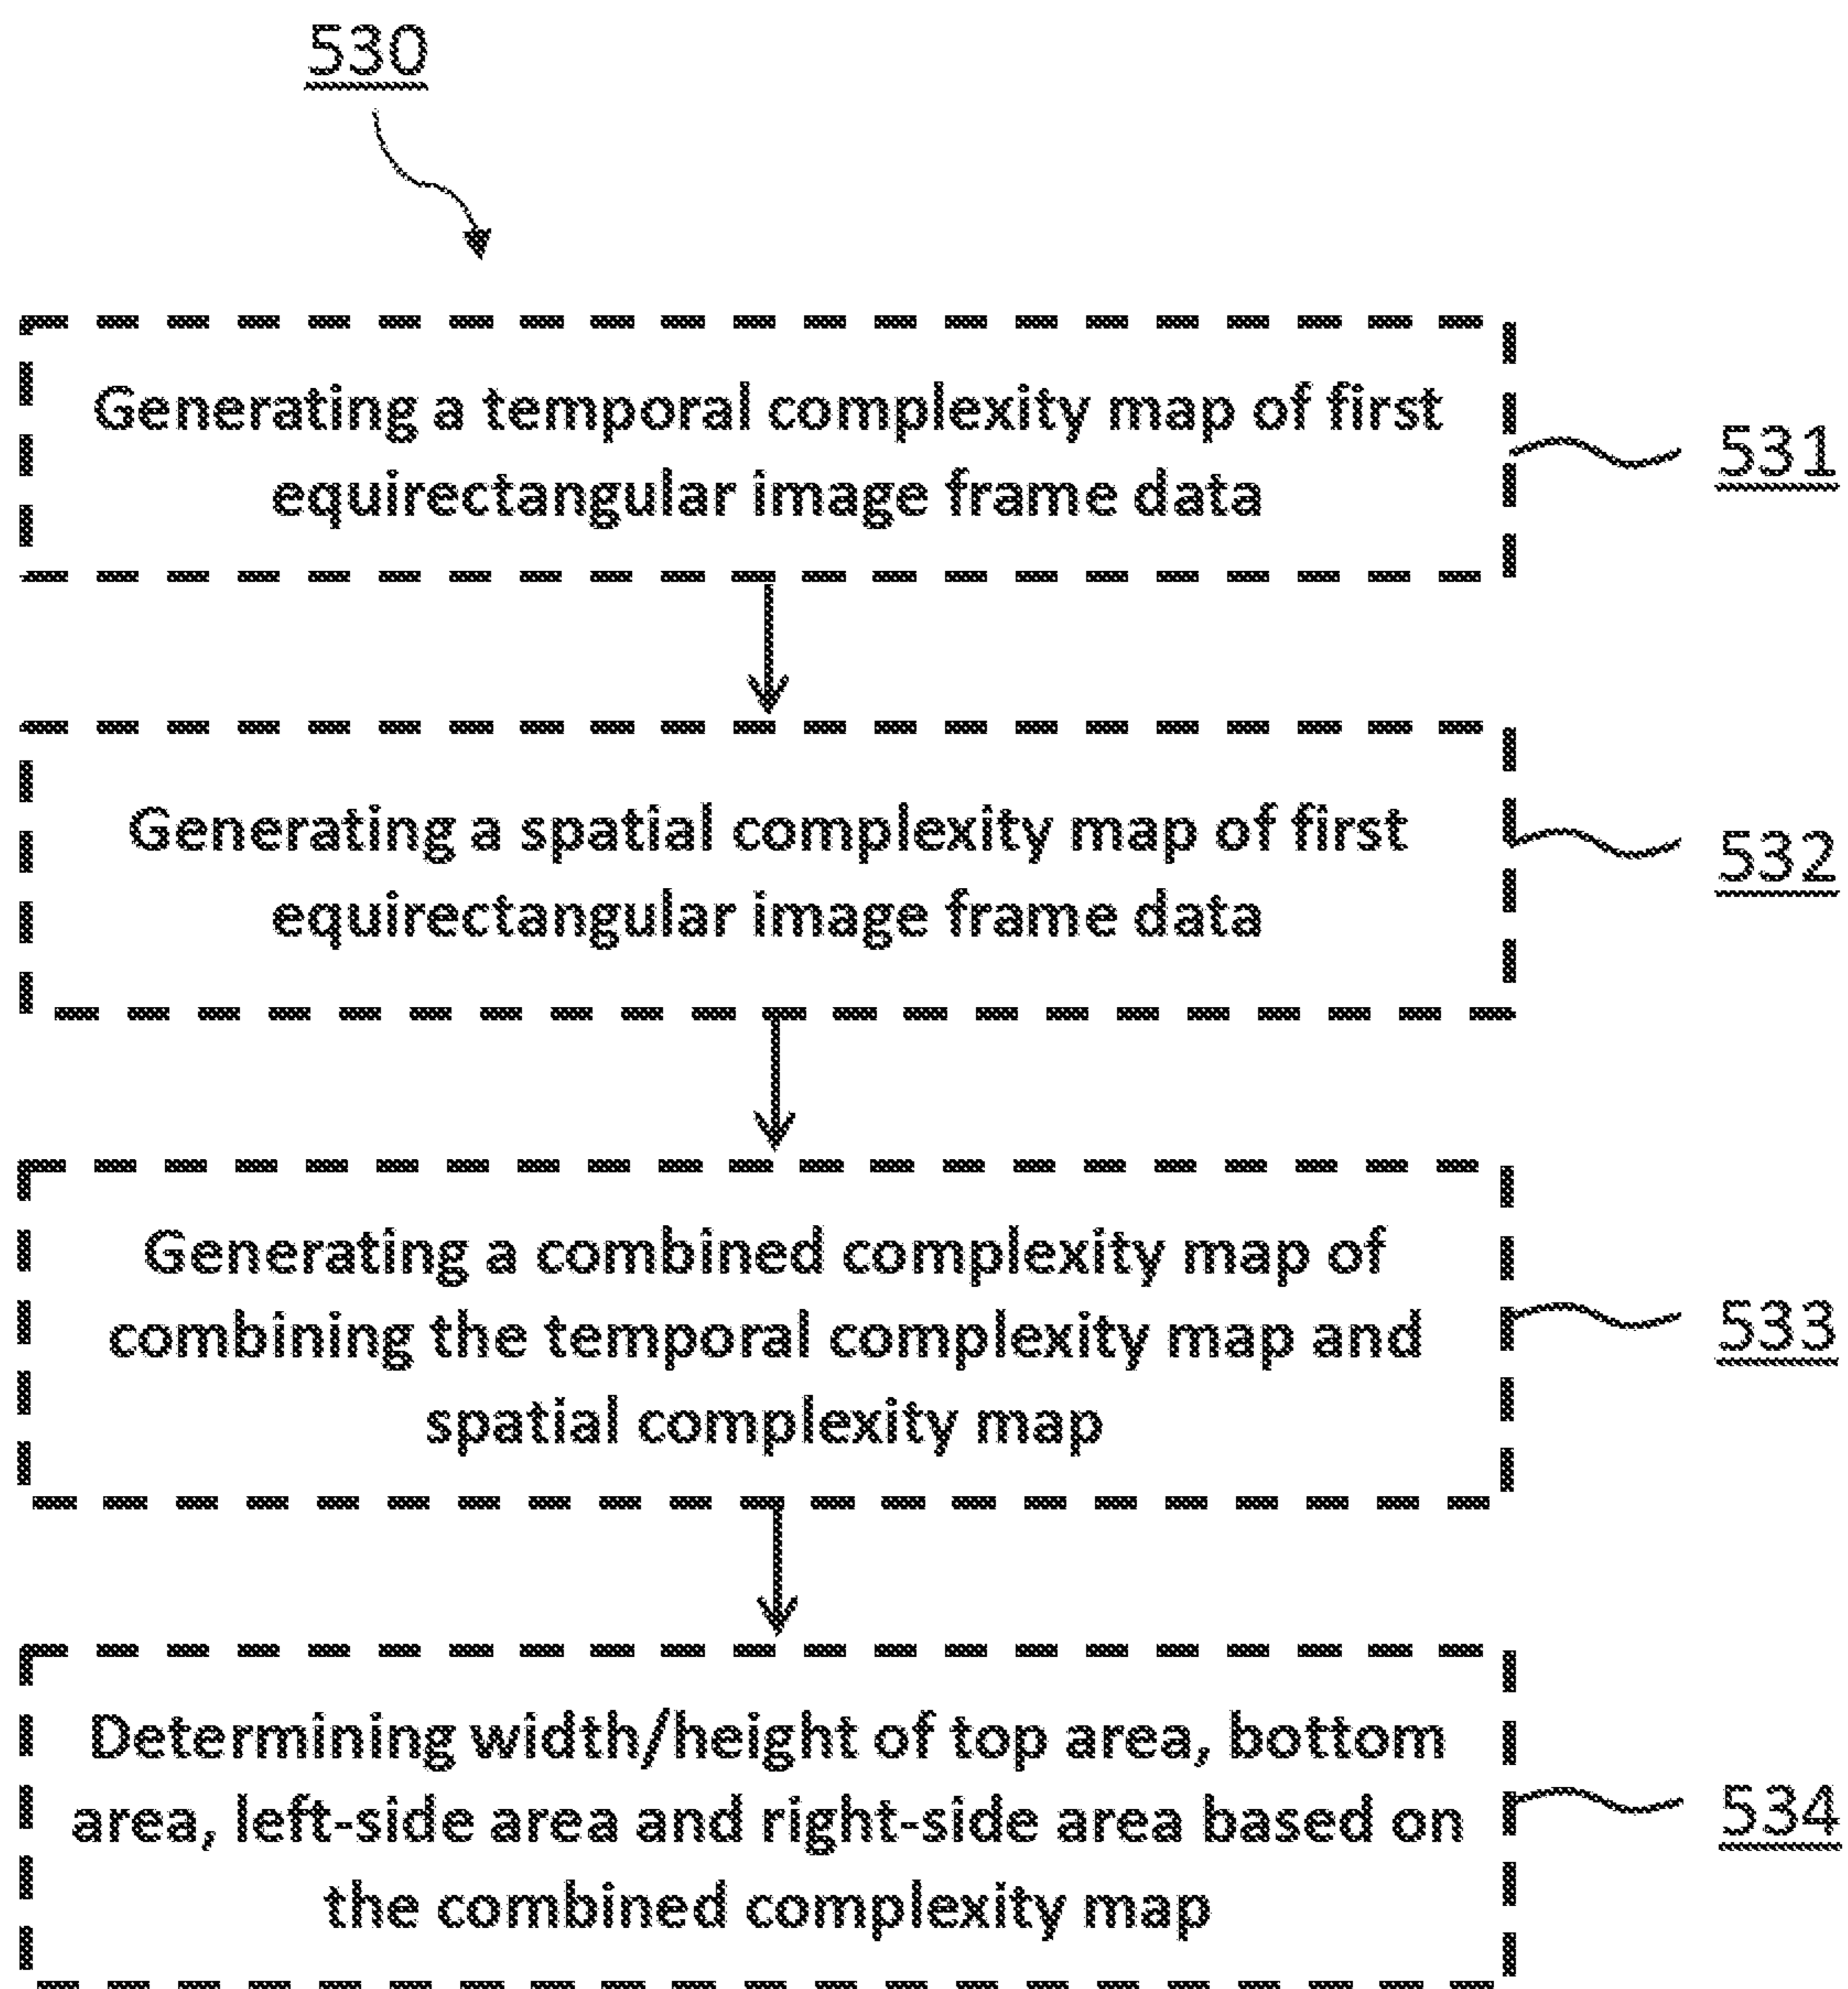 530
Generating a temporal complexity map of first
equirectangular image frame data
531
Generating a spatial complexity map of first
equirectangular image frame data
532
Generating a combined complexity map of
combining the temporal complexity map and
spatial complexity map
533
Determining width/height of top area, bottom
area, left-side area and right-side area based on
the combined complexity map
534